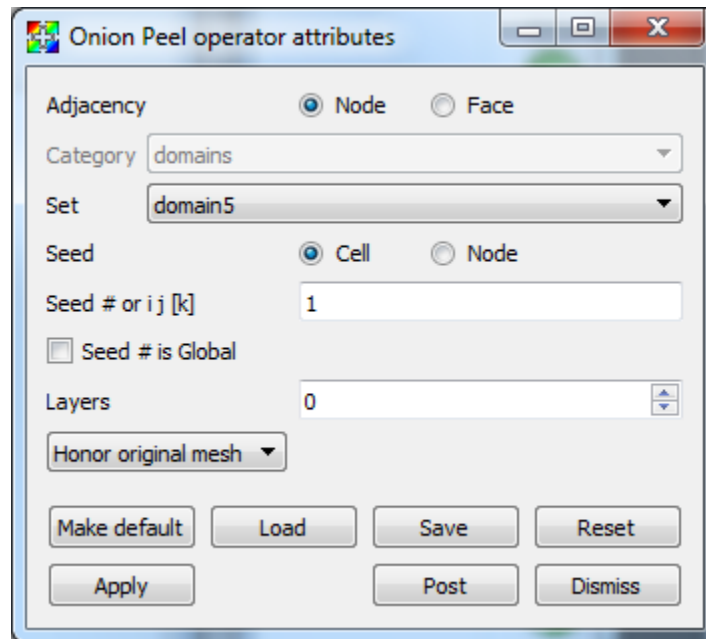 Onion Peel operator attributes
Adjacency Node Face
Category domains
Set domain5
Seed Cell Node
Seed # or i j [k] 1
Seed # is Global
Layers 0
Honor original mesh
Make default Load Save Reset
Apply Post Dismiss